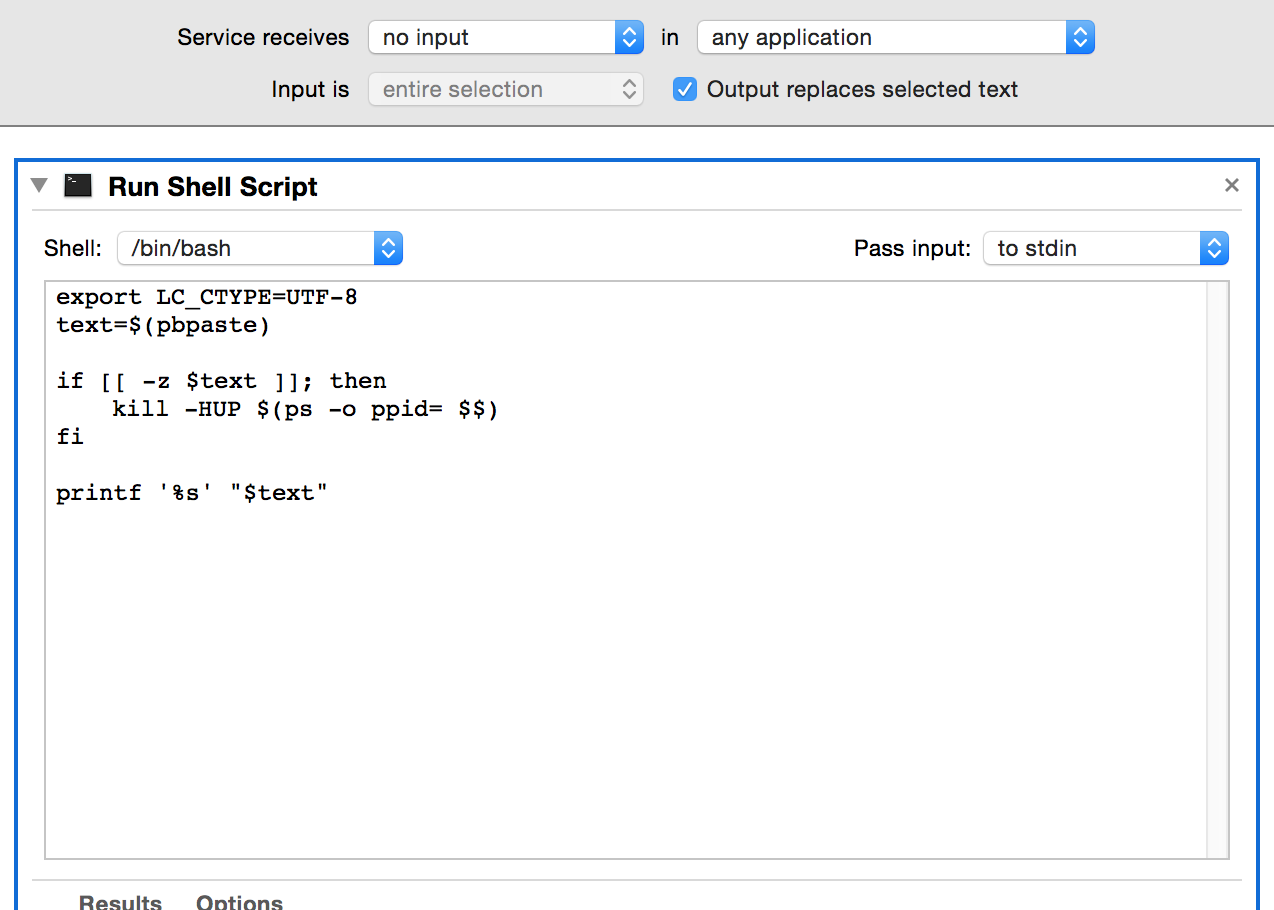 Service receives no input in any application
Input is entire selection Output replaces selected text
Run Shell Script
Shell: /bin/bash Pass input: to stdin
export LC_CTYPE=UTF-8
text=$(pbpaste)
if [[ -z $text ]]; then
    kill -HUP $(ps -o ppid= $$)
fi
printf '%s' "$text"
Results Options